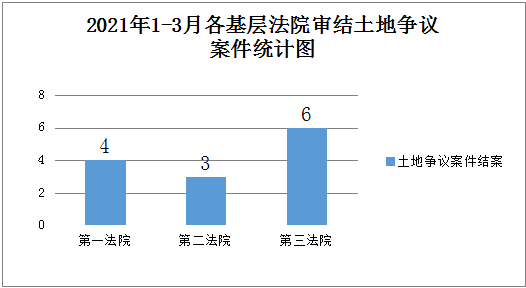 2021年1-3月各基层法院审结土地争议
案件统计图
8
6
4
2
0
4
3
6
第一法院
第二法院
第三法院
土地争议案件结案